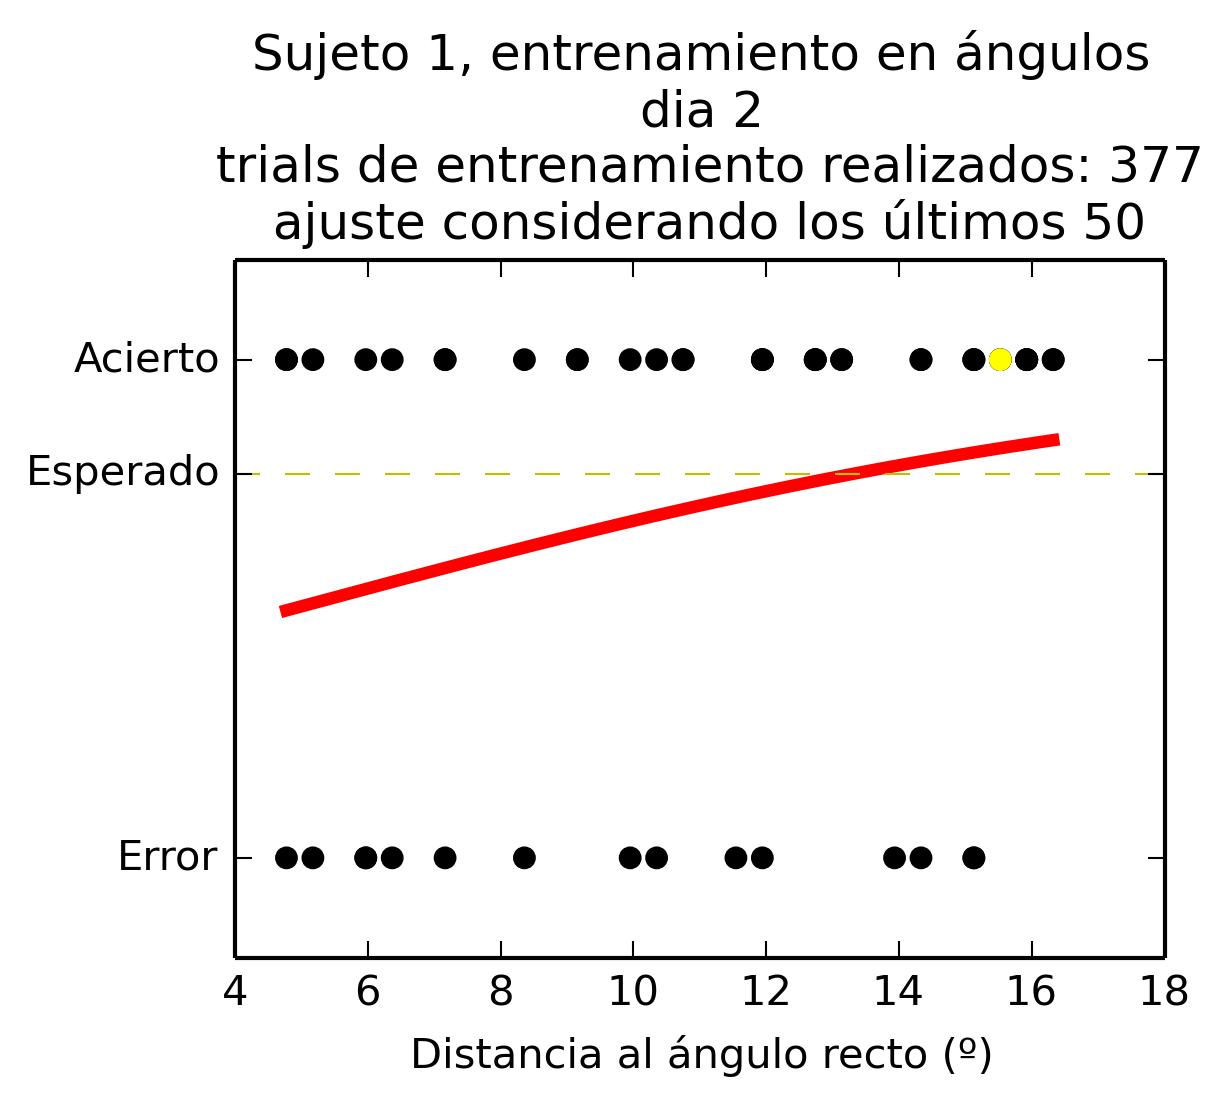 Sujeto 1, entrenamiento en ángulos
dia 2
trials de entrenamiento realizados: 377
ajuste considerando los últimos 50
Acierto
Esperado
Error
4 6 8 10 12 14 16 18
Distancia al ángulo recto (º)